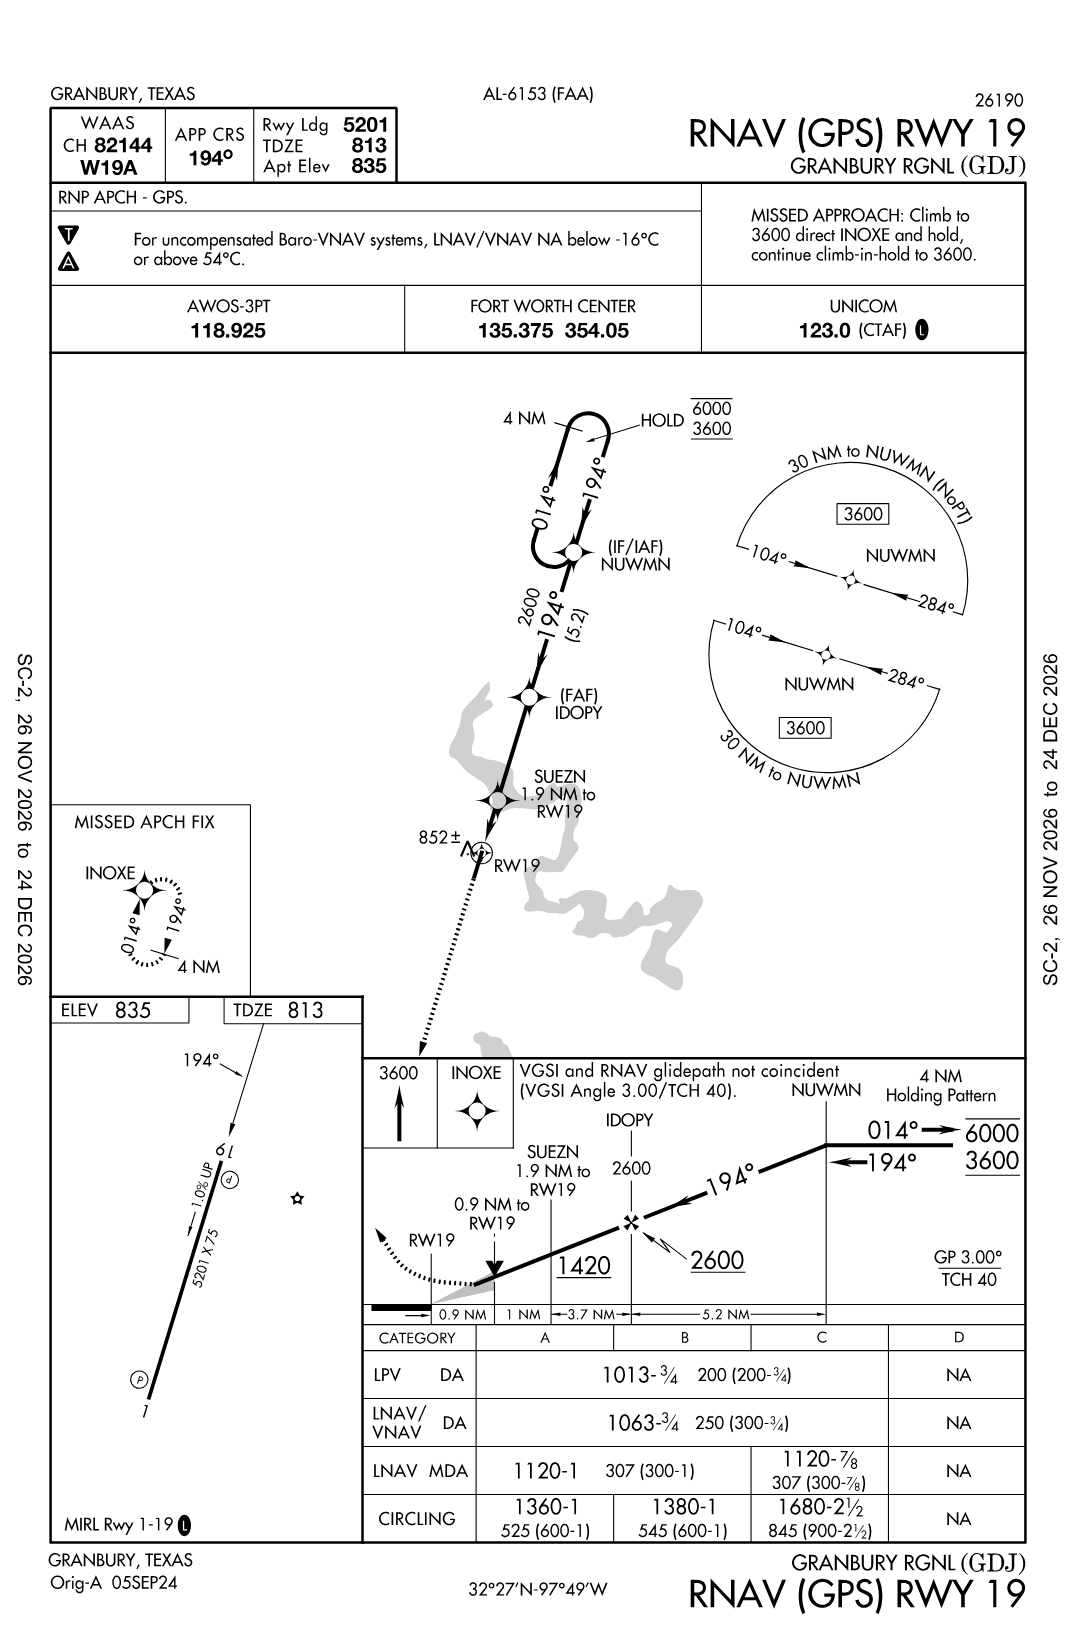 GRANBURY, TEXAS
AL-6153 (FAA)
26190
RNAV (GPS) RWY 19
GRANBURY RGNL (GDJ)
WAAS
CH 82144
W19A
APP CRS
194°
Rwy Ldg 5201
TDZE 813
Apt Elev 835
RNP APCH - GPS.
T
A
For uncompensated Baro-VNAV systems, LNAV/VNAV NA below -16°C
or above 54°C.
MISSED APPROACH: Climb to
3600 direct INOXE and hold,
continue climb-in-hold to 3600.
AWOS-3PT
118.925
FORT WORTH CENTER
135.375 354.05
UNICOM
123.0 (CTAF) L
4 NM
HOLD
6000
3600
014°
194°
(IF/IAF)
NUWMN
2600
194°
(5.2)
(FAF)
IDOPY
SUEZN
1.9 NM to
RW19
852±
RW19
30 NM to NUWMN (NoPT)
3600
NUWMN
104°
284°
104°
284°
NUWMN
3600
30 NM to NUWMN
SC-2, 26 NOV 2026 to 24 DEC 2026
SC-2, 26 NOV 2026 to 24 DEC 2026
MISSED APCH FIX
INOXE
014°
194°
4 NM
ELEV 835
TDZE 813
194°
19
P
1.0% UP
5201 X 75
P
1
MIRL Rwy 1-19 L
3600
INOXE
VGSI and RNAV glidepath not coincident
(VGSI Angle 3.00/TCH 40).
NUWMN
4 NM
Holding Pattern
IDOPY
014°
6000
194°
3600
SUEZN
1.9 NM to
RW19
2600
194°
0.9 NM to
RW19
RW19
1420
2600
GP 3.00°
TCH 40
0.9 NM
1 NM
3.7 NM
5.2 NM
CATEGORY A B C D
LPV DA 1013-¾ 200 (200-¾) NA
LNAV/
VNAV DA 1063-¾ 250 (300-¾) NA
LNAV MDA 1120-1 307 (300-1) 1120-⅞
307 (300-⅞) NA
CIRCLING 1360-1
525 (600-1) 1380-1
545 (600-1) 1680-2½
845 (900-2½) NA
GRANBURY, TEXAS
Orig-A 05SEP24
32°27'N-97°49'W
GRANBURY RGNL (GDJ)
RNAV (GPS) RWY 19